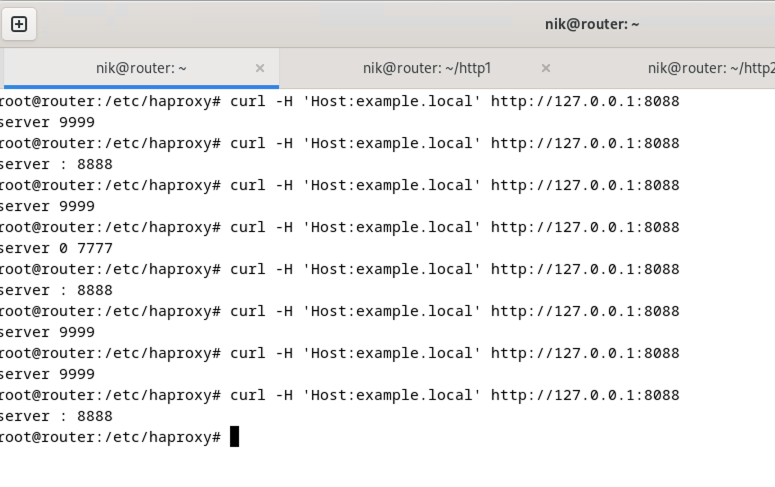 nik@router: ~
nik@router: ~ × nik@router: ~/http1 × nik@router: ~/http2
root@router:/etc/haproxy# curl -H 'Host:example.local' http://127.0.0.1:8088
server 9999
root@router:/etc/haproxy# curl -H 'Host:example.local' http://127.0.0.1:8088
server : 8888
root@router:/etc/haproxy# curl -H 'Host:example.local' http://127.0.0.1:8088
server 9999
root@router:/etc/haproxy# curl -H 'Host:example.local' http://127.0.0.1:8088
server 0 7777
root@router:/etc/haproxy# curl -H 'Host:example.local' http://127.0.0.1:8088
server : 8888
root@router:/etc/haproxy# curl -H 'Host:example.local' http://127.0.0.1:8088
server 9999
root@router:/etc/haproxy# curl -H 'Host:example.local' http://127.0.0.1:8088
server 9999
root@router:/etc/haproxy# curl -H 'Host:example.local' http://127.0.0.1:8088
server : 8888
root@router:/etc/haproxy#